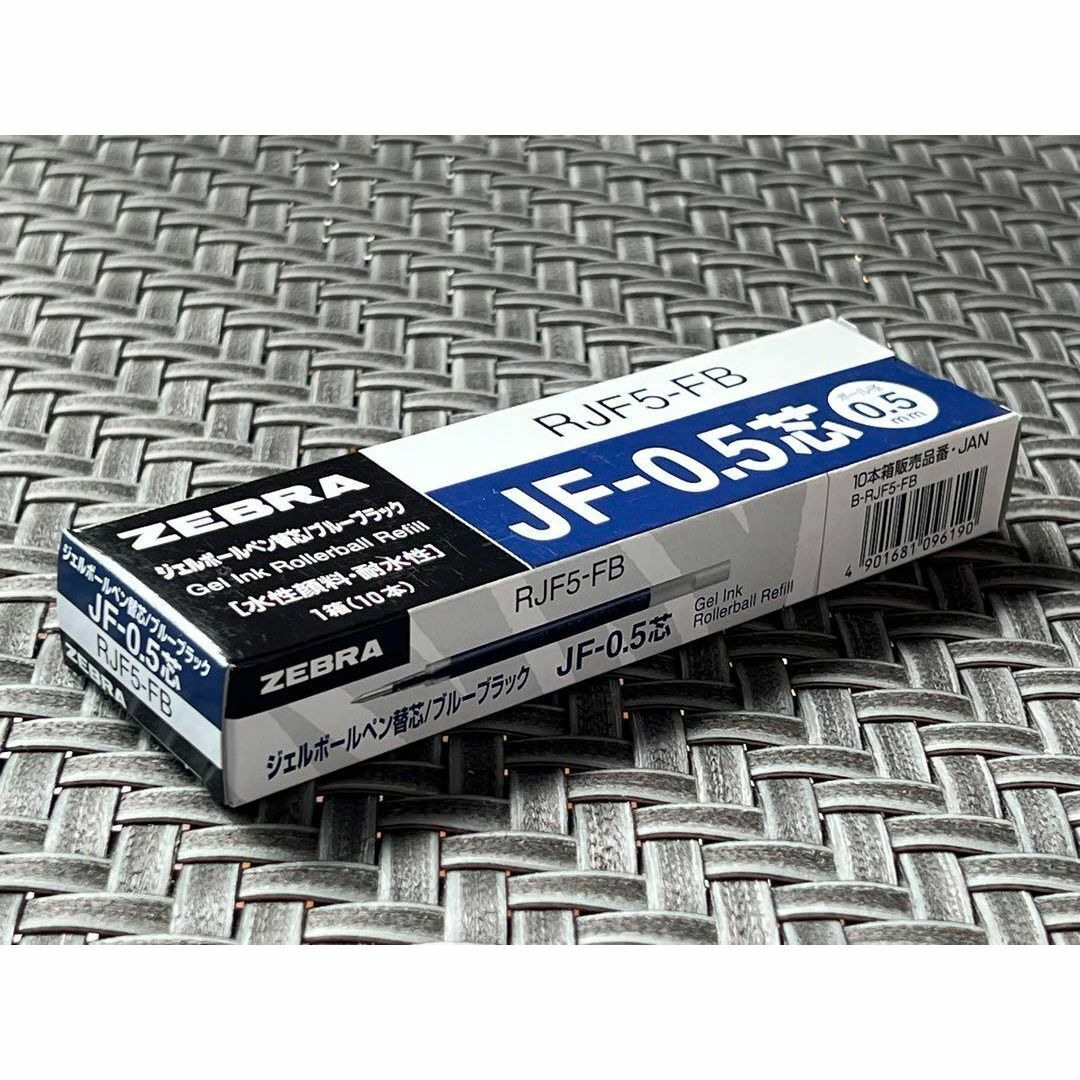 ZEBRA
ジェルボールペン替芯/ブルーブラック
Gel Ink Rollerball Refill
[水性顔料・耐水性]
1箱(10本)
RJF5-FB
JF-0.5芯
ボール径
0.5
mm
ジェルボールペン替芯/ブルーブラック
JF-0.5芯
RJF5-FB
ZEBRA
ZEBRA
ジェルボールペン替芯/ブルーブラック
RJF5-FB
JF-0.5芯
Gel Ink
Rollerball Refill
10本箱販売品番・JAN
B-RJF5-FB
4 901681 096190